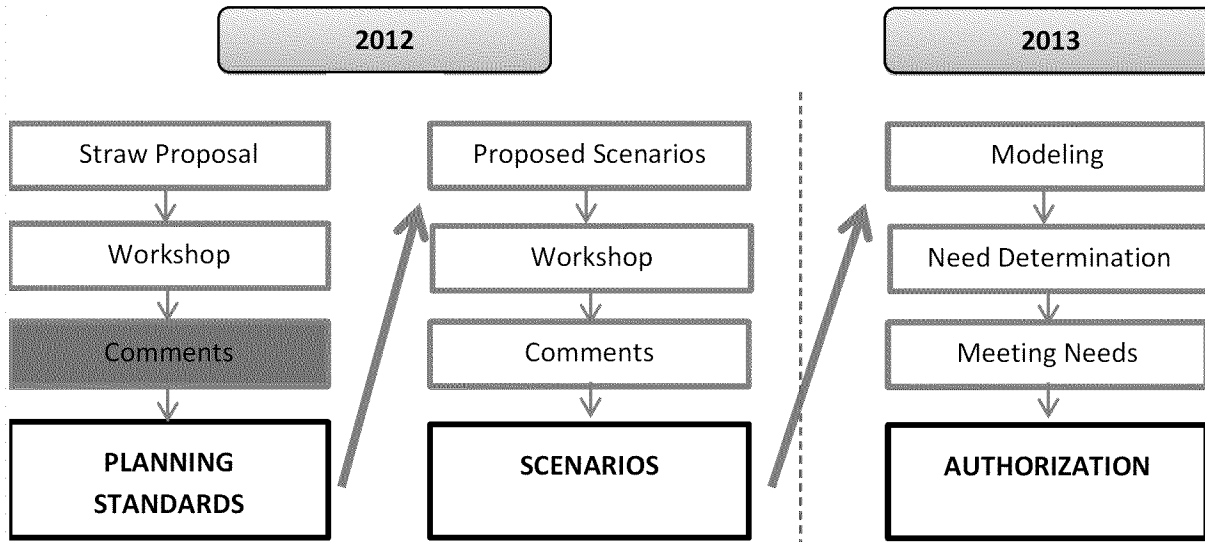 2012
2013
Straw Proposal
Workshop
Comments
PLANNING
STANDARDS
Proposed Scenarios
Workshop
Comments
SCENARIOS
Modeling
Need Determination
Meeting Needs
AUTHORIZATION